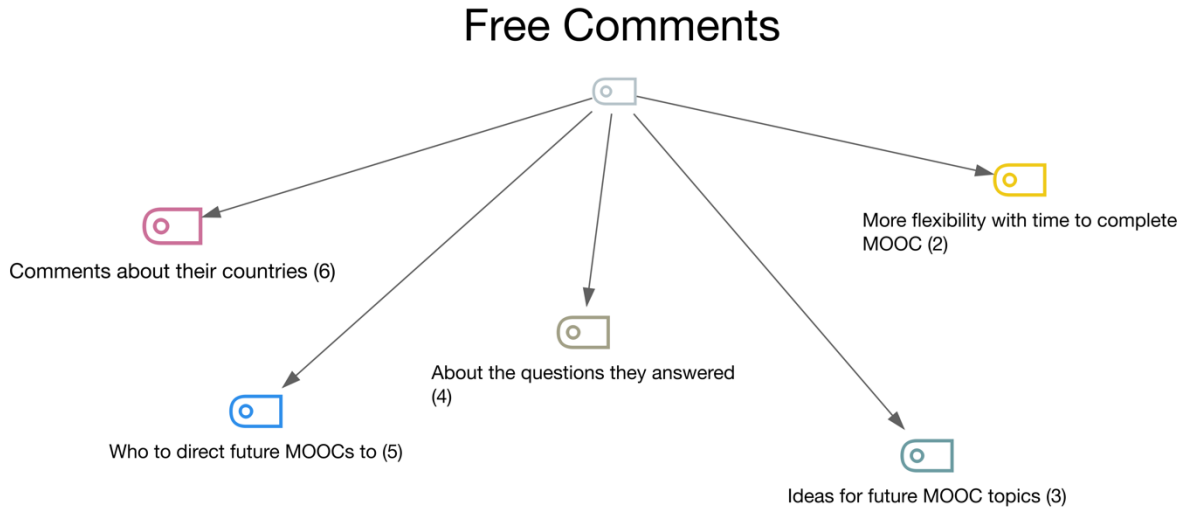 Free Comments
More flexibility with time to complete
MOOC (2)
Comments about their countries (6)
About the questions they answered
(4)
Who to direct future MOOCs to (5)
Ideas for future MOOC topics (3)